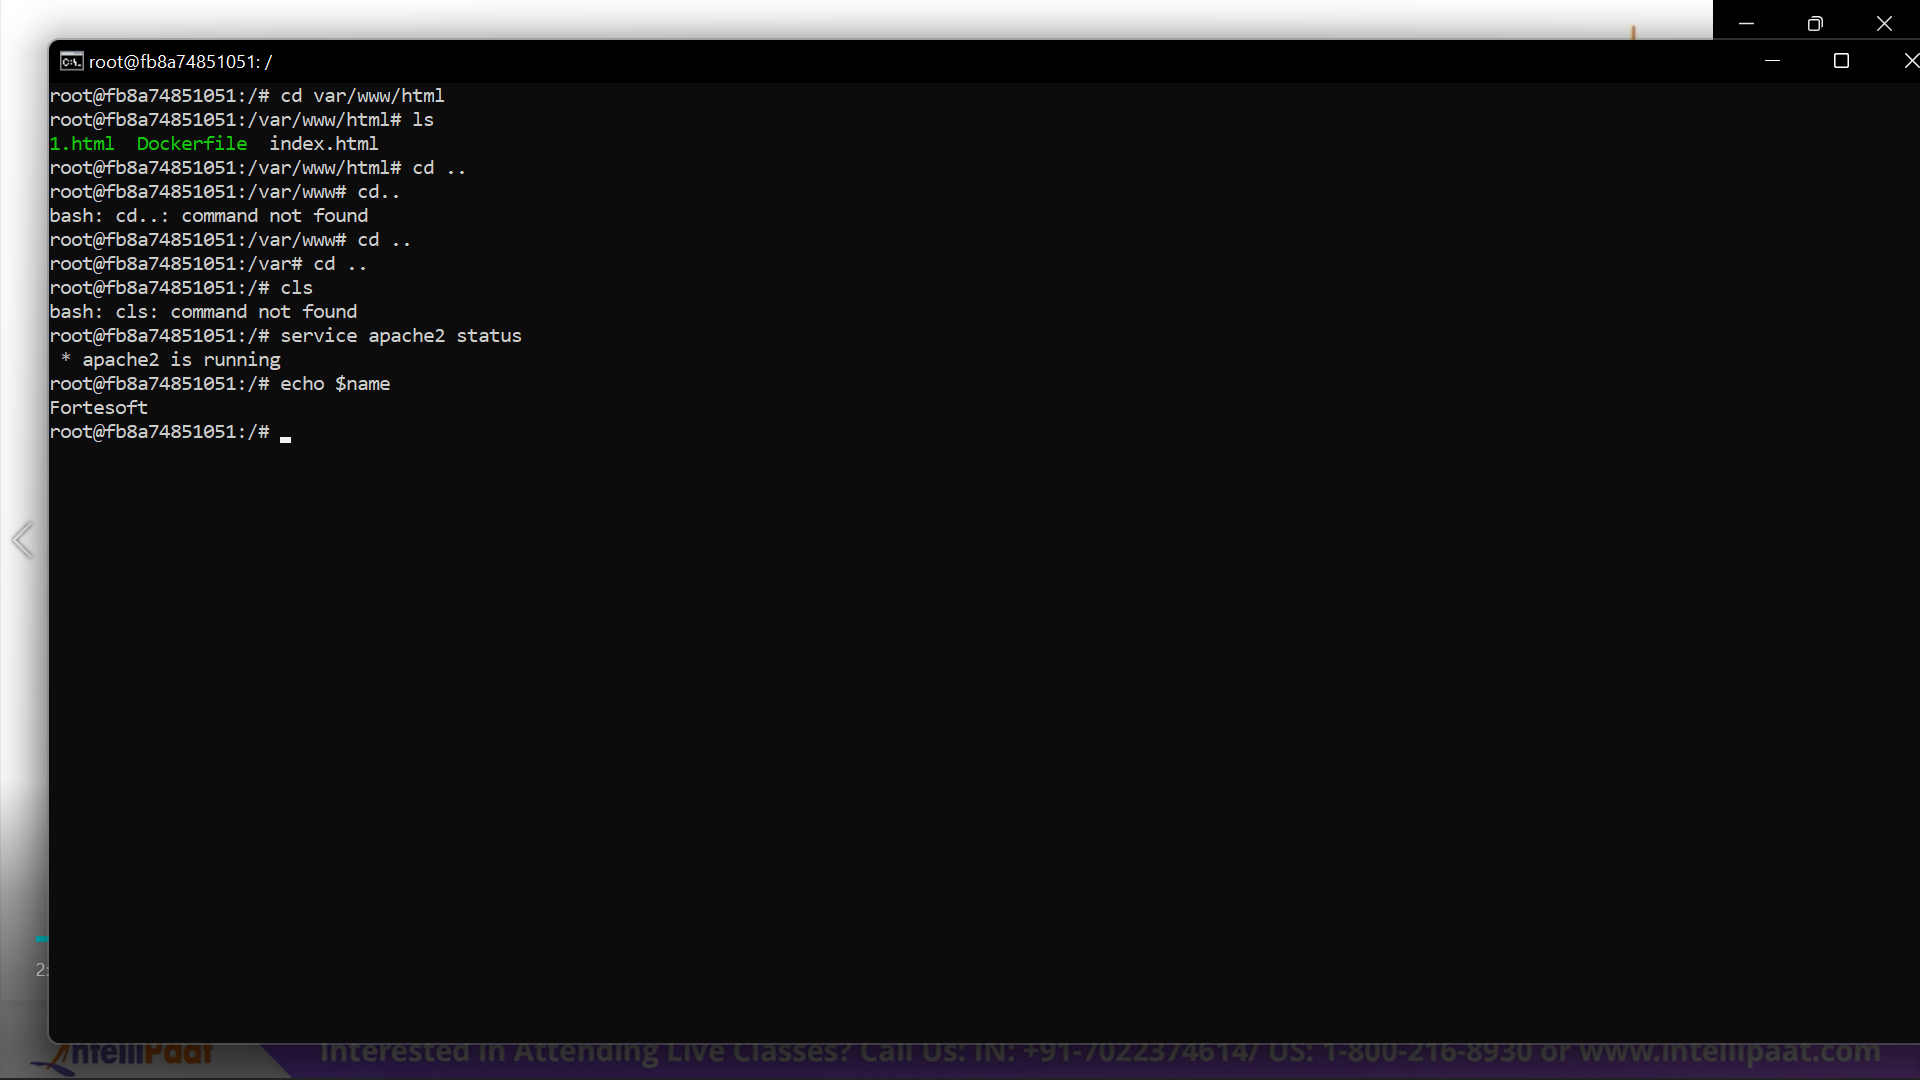 root@fb8a74851051: /
root@fb8a74851051:/# cd var/www/html
root@fb8a74851051:/var/www/html# ls
1.html  Dockerfile  index.html
root@fb8a74851051:/var/www/html# cd ..
root@fb8a74851051:/var/www# cd..
bash: cd..: command not found
root@fb8a74851051:/var/www# cd ..
root@fb8a74851051:/var# cd ..
root@fb8a74851051:/# cls
bash: cls: command not found
root@fb8a74851051:/# service apache2 status
 * apache2 is running
root@fb8a74851051:/# echo $name
Fortesoft
root@fb8a74851051:/#
2:
IntelliPaat
Interested in Attending Live Classes? Call Us: IN: +91-7022374614/ US: 1-800-216-8930 or www.intellipaat.com